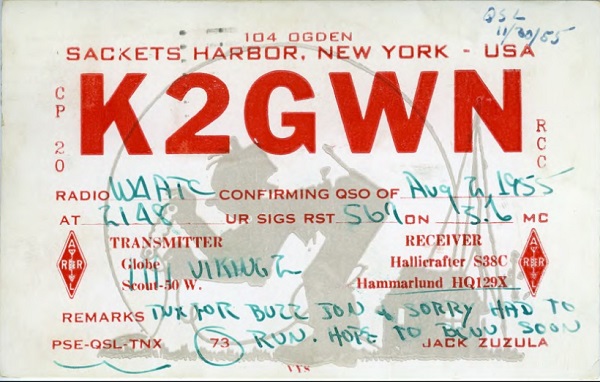 QSL
11/30/55
104 OGDEN
SACKETS HARBOR, NEW YORK - USA
CP 20
K2GWN
RCC
RADIO W4ATC CONFIRMING QSO OF Aug 2, 1955
AT 2148 UR SIGS RST 569 ON 13.6 MC
TRANSMITTER RECEIVER
Globe Hallicrafter S38C
VIKING 2
Scout-50 W. Hammarlund HQ129X
REMARKS TNX FOR BUZZ JON & SORRY HAD TO
RUN. HOPE TO SOON
PSE-QSL-TNX 73 JACK ZUZULA
VVS